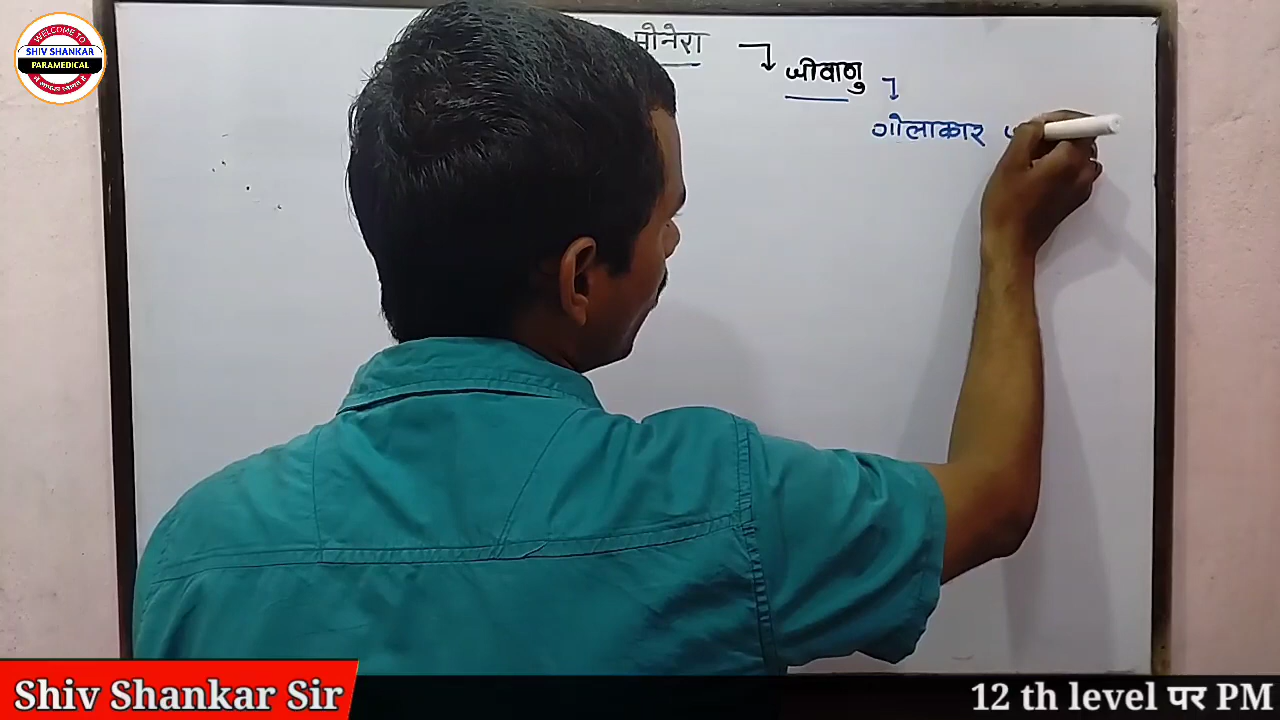 WELCOME TO
SHIV SHANKAR
PARAMEDICAL
मोनेरा
जीवाणु
गोलाकार
Shiv Shankar Sir
12 th level पर PM